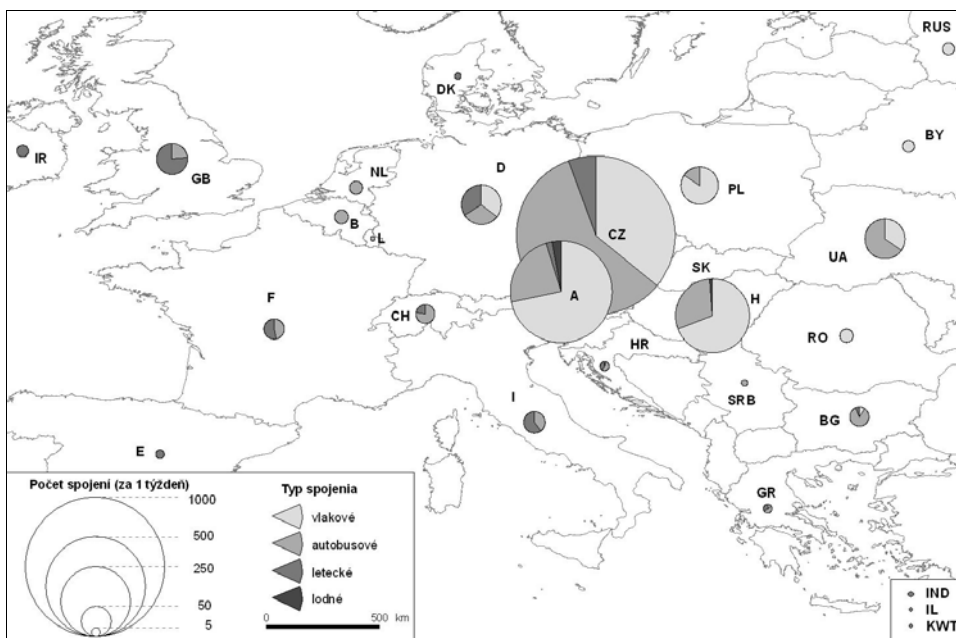 RUS
DK
BY
IR
GB
NL
D
PL
B
CZ
L
UA
SK
F
A
H
CH
RO
HR
SRB
I
BG
E
GR
Počet spojení (za 1 týždeň)
1000
500
250
50
5
Typ spojenia
vlakové
autobusové
letecké
lodné
0 500
km
IND
IL
KWT